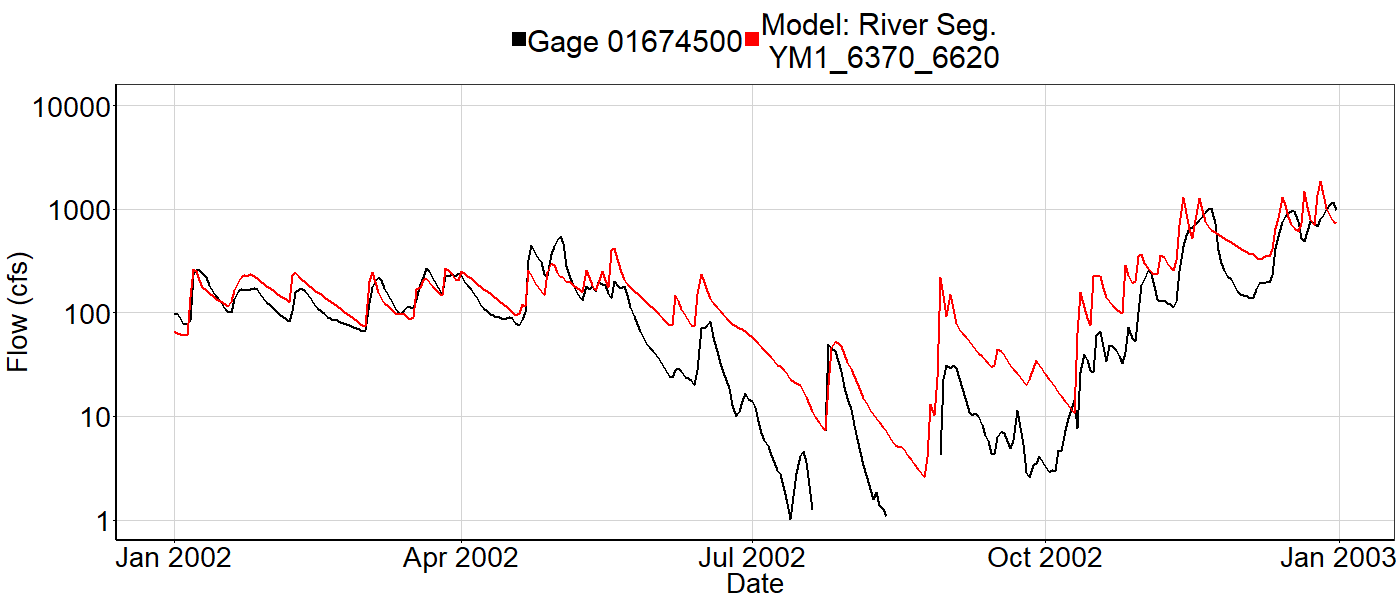 Gage 01674500
Model: River Seg.
YM1_6370_6620
Flow (cfs)
10000
1000
100
10
1
Jan 2002
Apr 2002
Jul 2002
Oct 2002
Jan 2003
Date